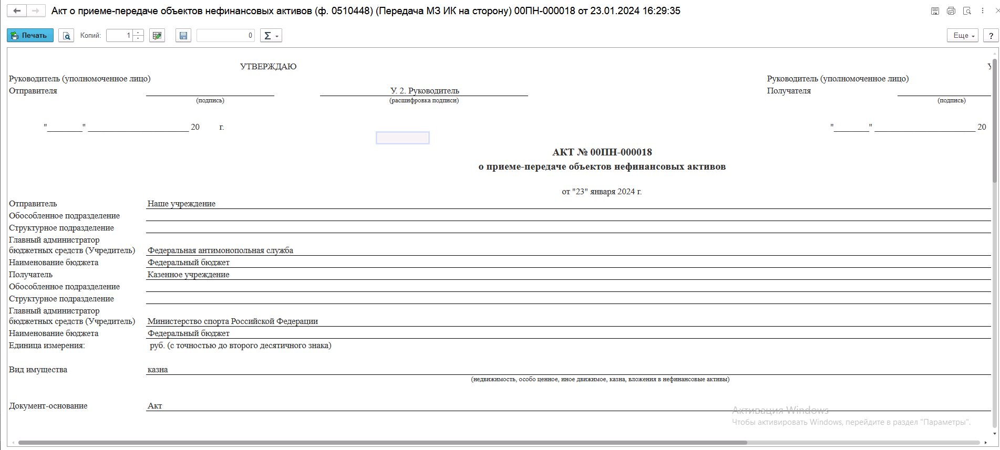 Акт о приеме-передаче объектов нефинансовых активов (ф. 0510448) (Передача МЗ ИК на сторону) 00ПН-000018 от 23.01.2024 16:29:35
Печать Копий: 1 0 Σ Еще ?
УТВЕРЖДАЮ У
Руководитель (уполномоченное лицо) Руководитель (уполномоченное лицо)
Отправителя У. 2. Руководитель Получателя
(подпись) (расшифровка подписи) (подпись)
"________" ________________________ 20 г. "________" ________________________ 20
АКТ № 00ПН-000018
о приеме-передаче объектов нефинансовых активов
от "23" января 2024 г.
Отправитель Наше учреждение
Обособленное подразделение
Структурное подразделение
Главный администратор
бюджетных средств (Учредитель) Федеральная антимонопольная служба
Наименование бюджета Федеральный бюджет
Получатель Казенное учреждение
Обособленное подразделение
Структурное подразделение
Главный администратор
бюджетных средств (Учредитель) Министерство спорта Российской Федерации
Наименование бюджета Федеральный бюджет
Единица измерения: руб. (с точностью до второго десятичного знака)
Вид имущества казна
(недвижимость, особо ценное, иное движимое, казна, вложения в нефинансовые активы)
Документ-основание Акт
Активация Windows
Чтобы активировать Windows, перейдите в раздел "Параметры".